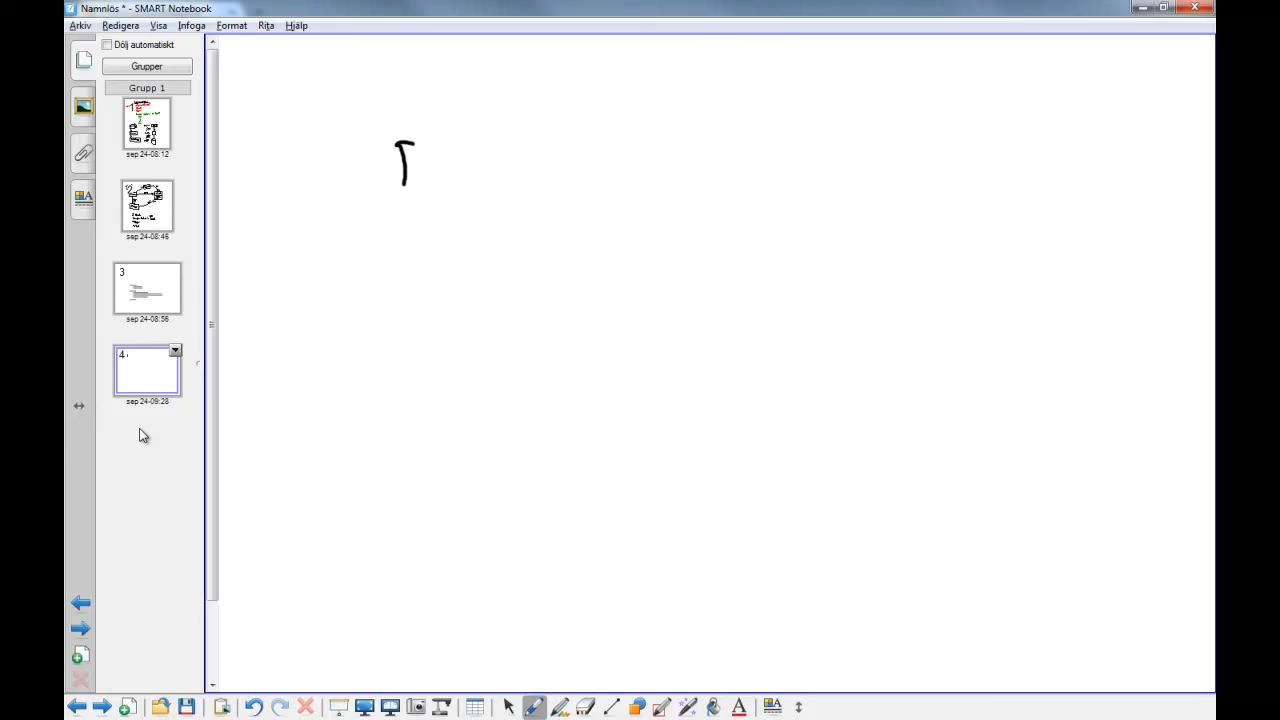 Namnlös * - SMART Notebook
Arkiv Redigera Visa Infoga Format Rita Hjälp
Dölj automatiskt
Grupper
Grupp 1
sep 24-08:12
sep 24-08:46
3
sep 24-08:56
4
sep 24-09:28
T